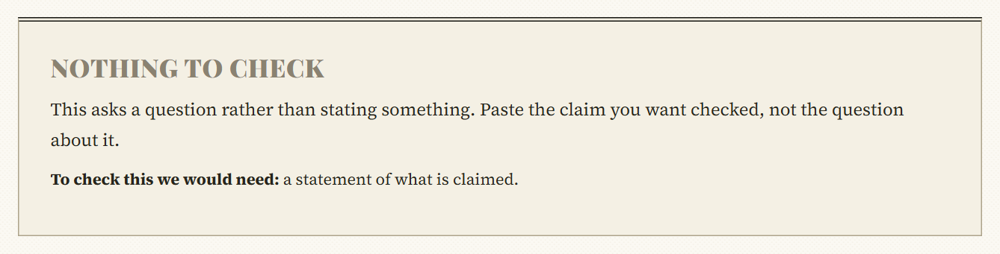 NOTHING TO CHECK
This asks a question rather than stating something. Paste the claim you want checked, not the question
about it.
To check this we would need: a statement of what is claimed.